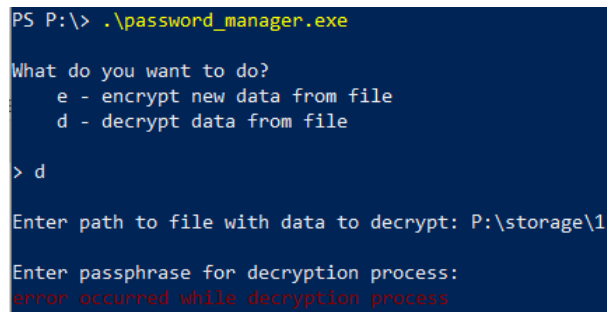 PS P:\> .\password_manager.exe
What do you want to do?
e - encrypt new data from file
d - decrypt data from file
> d
Enter path to file with data to decrypt: P:\storage\1
Enter passphrase for decryption process:
error occurred while decryption process